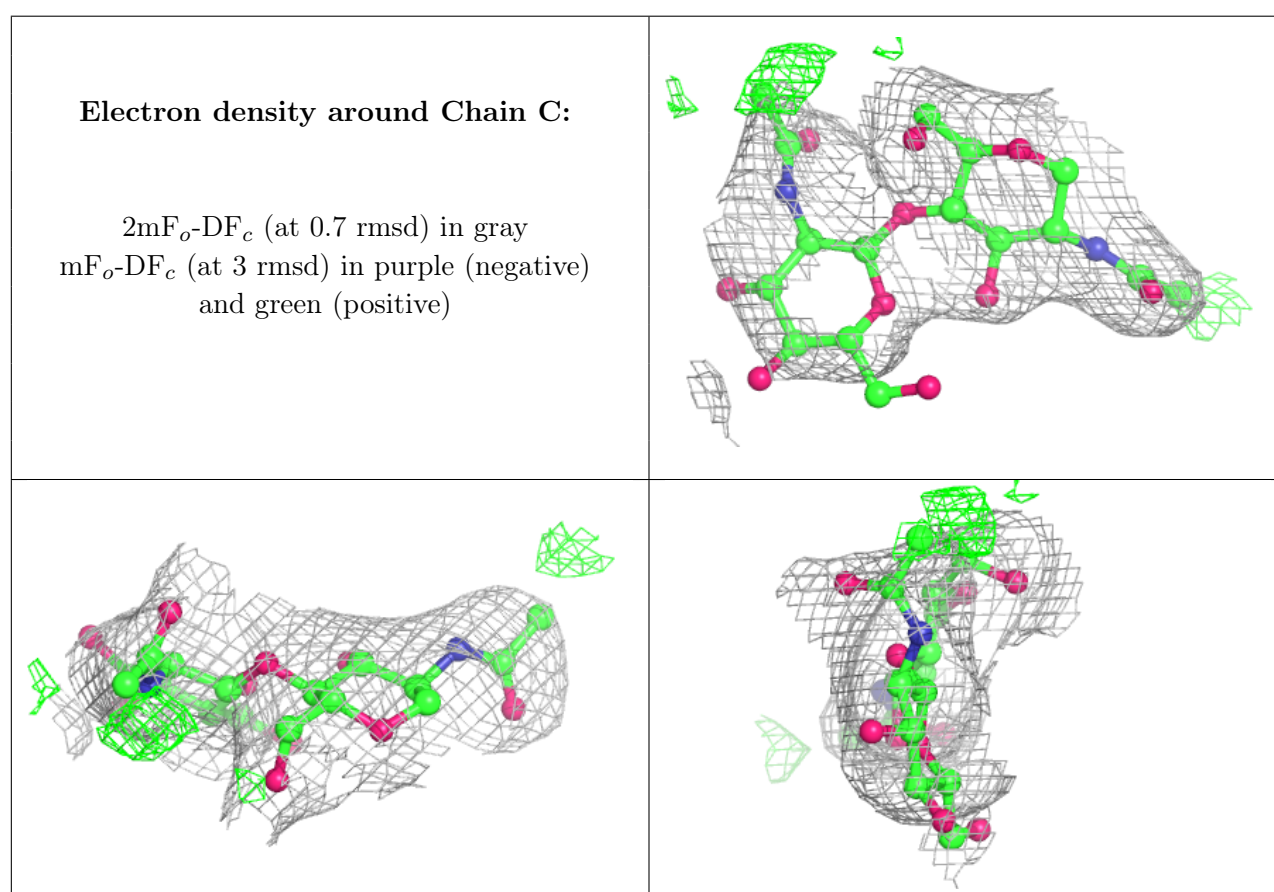 Electron density around Chain C:
2mFo-DFc (at 0.7 rmsd) in gray
mFo-DFc (at 3 rmsd) in purple (negative)
and green (positive)